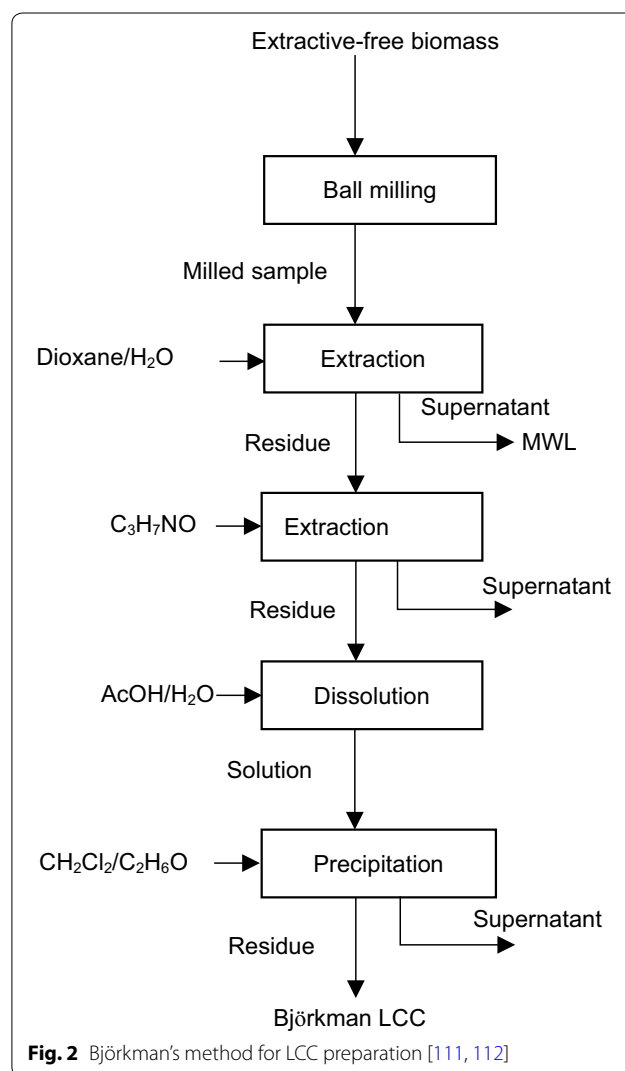 Extractive-free biomass
Ball milling
Milled sample
Dioxane/H₂O
Extraction
Supernatant
Residue
MWL
C₃H₇NO
Extraction
Supernatant
Residue
AcOH/H₂O
Dissolution
Solution
CH₂Cl₂/C₂H₆O
Precipitation
Supernatant
Residue
Björkman LCC
Fig. 2 Björkman's method for LCC preparation [111, 112]